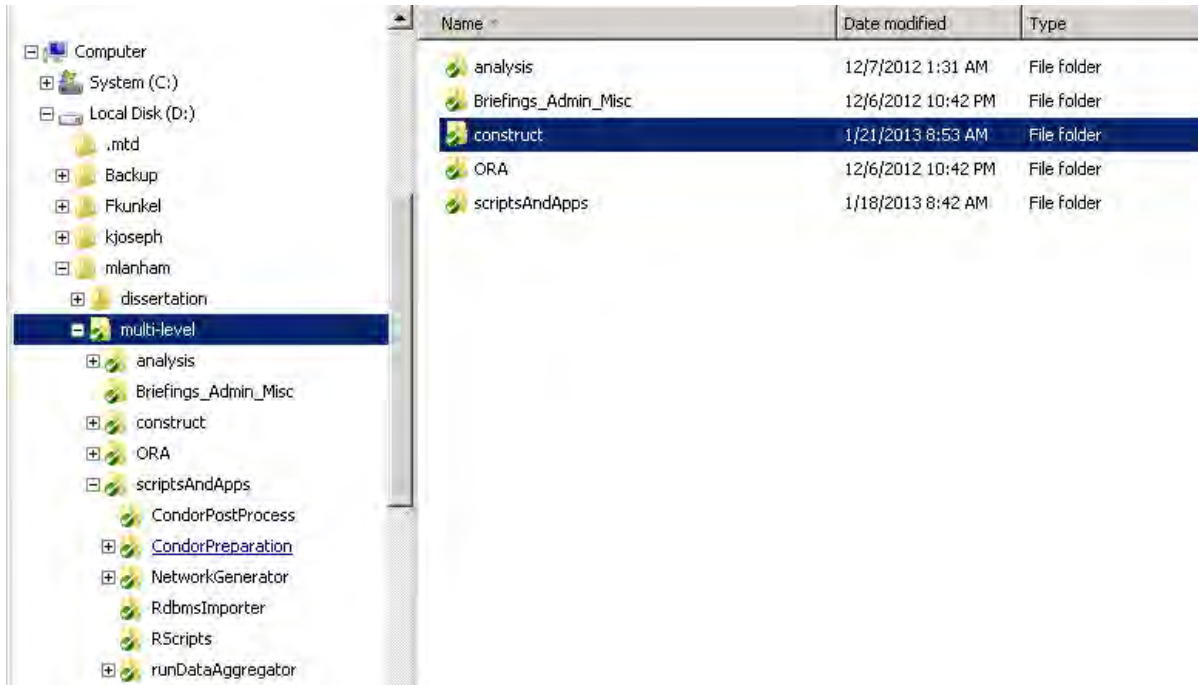 Computer
System (C:)
Local Disk (D:)
.mtd
Backup
Fkunkel
kjoseph
mlanham
dissertation
multi-level
analysis
Briefings_Admin_Misc
construct
ORA
scriptsAndApps
CondorPostProcess
CondorPreparation
NetworkGenerator
RdbmsImporter
RScripts
runDataAggregator
Name Date modified Type
analysis 12/7/2012 1:31 AM File folder
Briefings_Admin_Misc 12/6/2012 10:42 PM File folder
construct 1/21/2013 8:53 AM File folder
ORA 12/6/2012 10:42 PM File folder
scriptsAndApps 1/18/2013 8:42 AM File folder